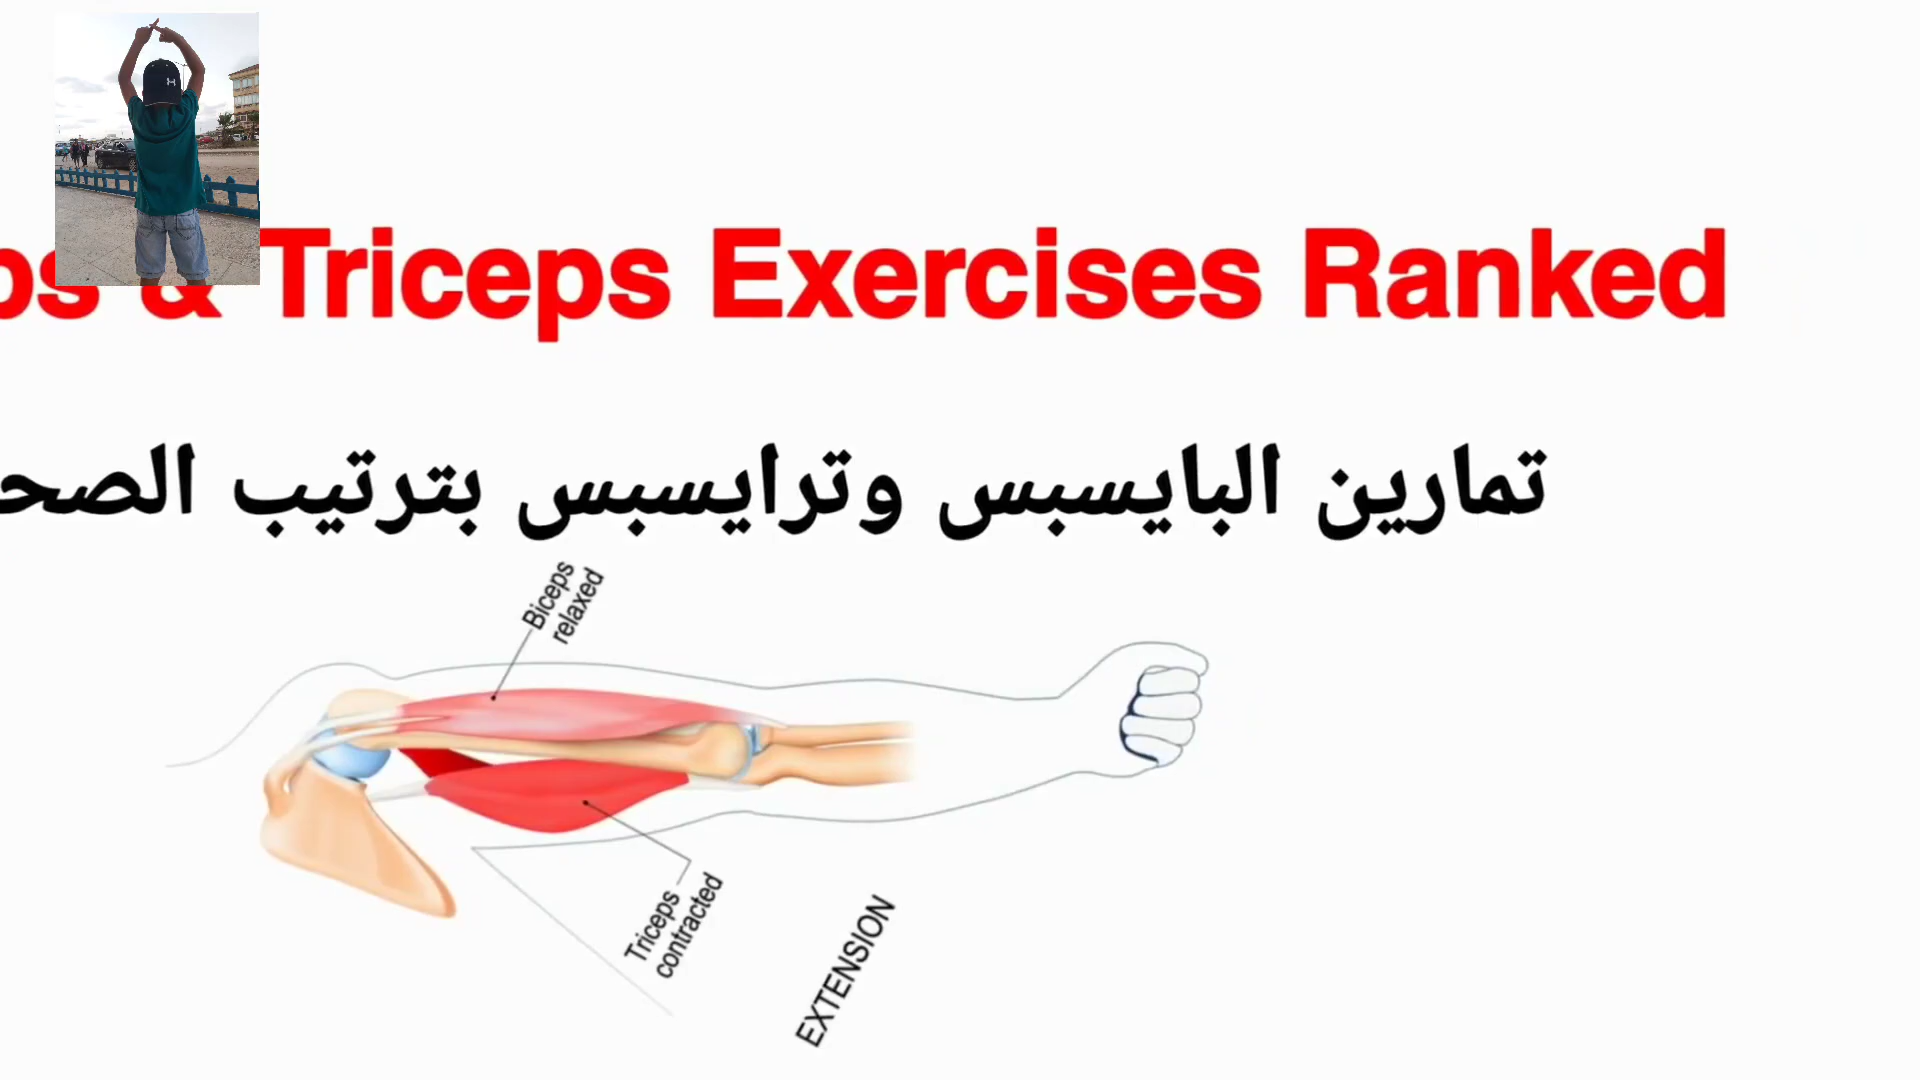 & Triceps Exercises Ranked
تمارين البايسبس وترايسبس بترتيب
Biceps
relaxed
Triceps
contracted
EXTENSION